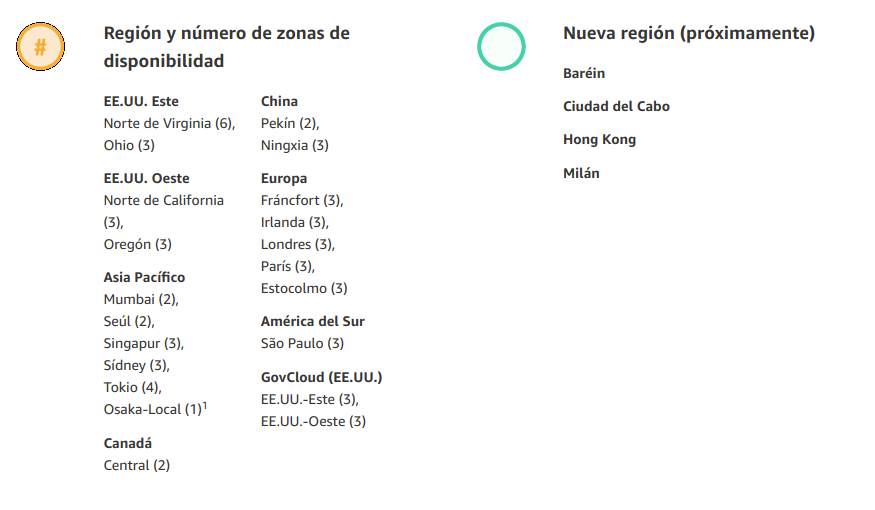 #
Región y número de zonas de
disponibilidad
EE.UU. Este
Norte de Virginia (6),
Ohio (3)
EE.UU. Oeste
Norte de California
(3),
Oregón (3)
Asia Pacífico
Mumbai (2),
Seúl (2),
Singapur (3),
Sídney (3),
Tokio (4),
Osaka-Local (1)¹
Canadá
Central (2)
China
Pekín (2),
Ningxia (3)
Europa
Fráncfort (3),
Irlanda (3),
Londres (3),
París (3),
Estocolmo (3)
América del Sur
São Paulo (3)
GovCloud (EE.UU.)
EE.UU.-Este (3),
EE.UU.-Oeste (3)
Nueva región (próximamente)
Baréin
Ciudad del Cabo
Hong Kong
Milán